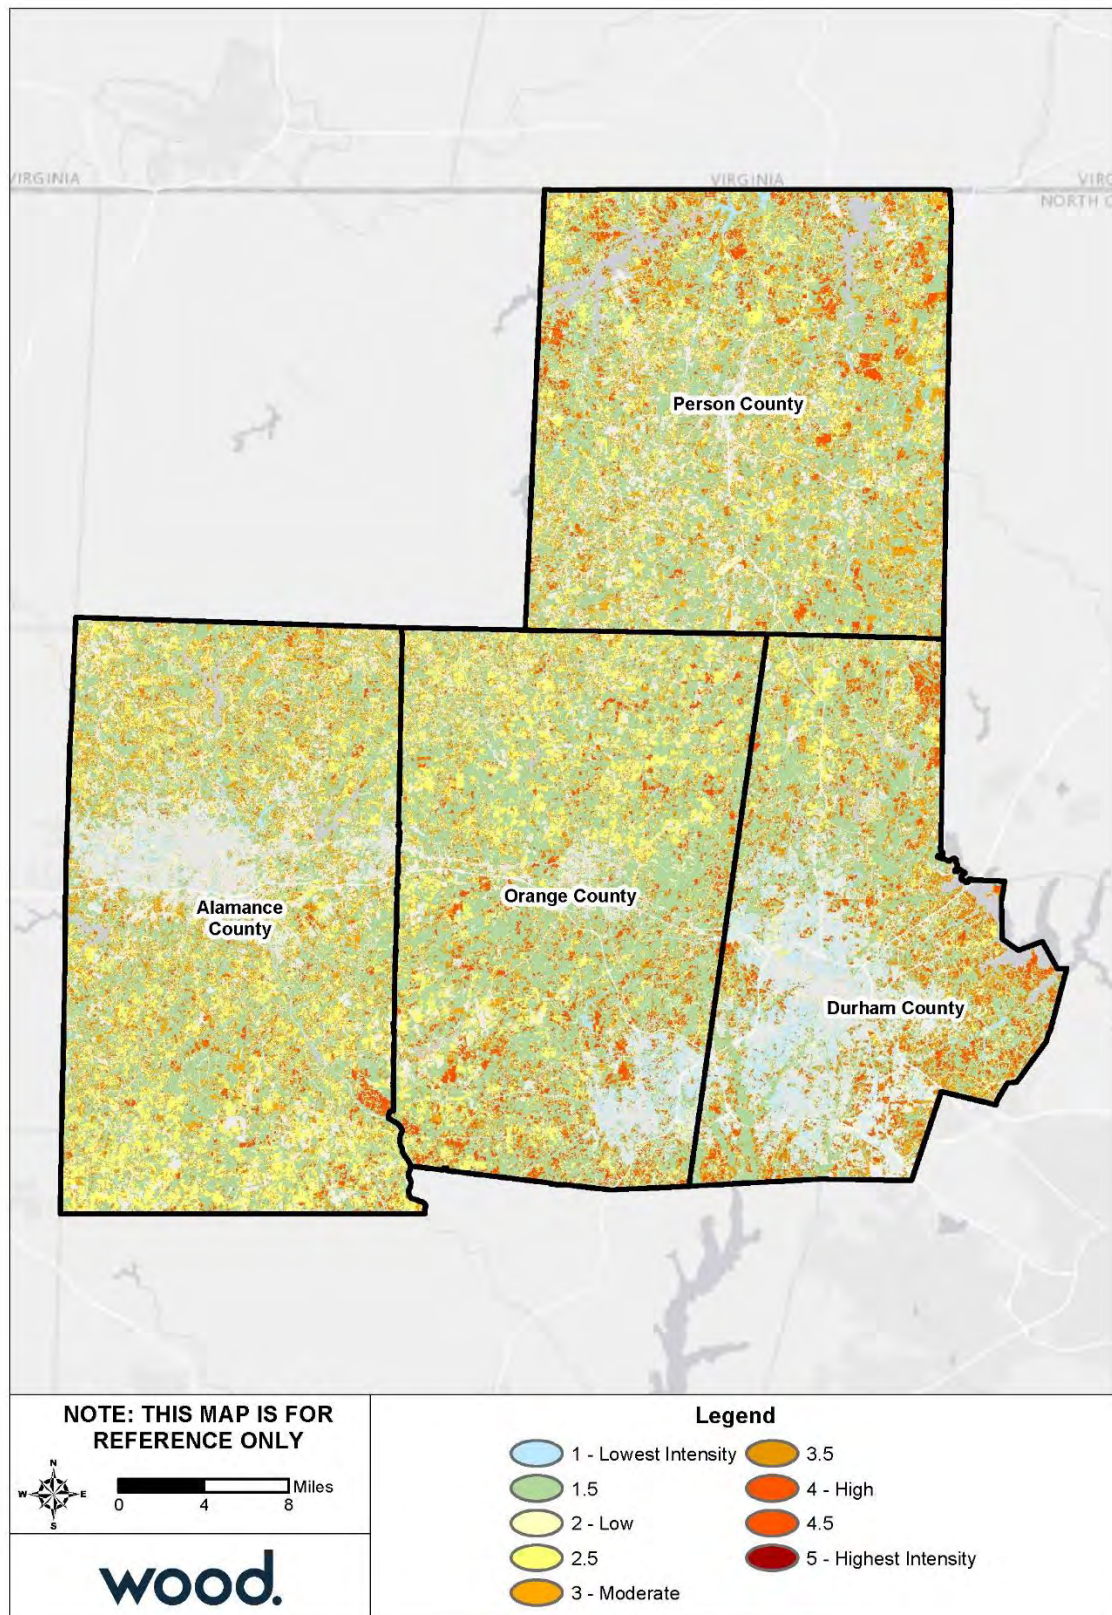 VIRGINIA
VIRGINIA
VIRG
NORTH C
Person County
Orange County
Alamance
County
Durham County
NOTE: THIS MAP IS FOR
REFERENCE ONLY
N
W E
S
Miles
0 4 8
wood.
Legend
1 - Lowest Intensity
1.5
2 - Low
2.5
3 - Moderate
3.5
4 - High
4.5
5 - Highest Intensity